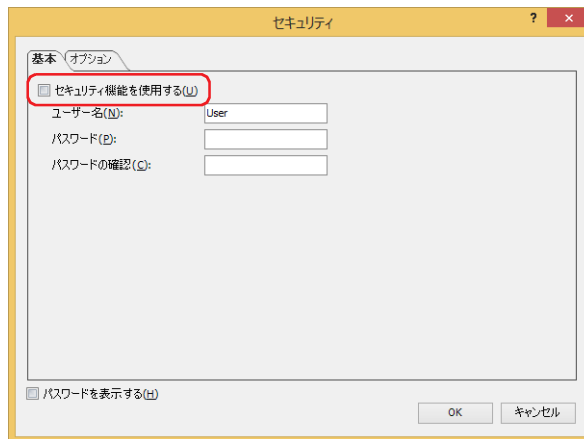 セキュリティ
? ×
基本 オプション
セキュリティ機能を使用する(U)
ユーザー名(N): User
パスワード(P):
パスワードの確認(C):
パスワードを表示する(H)
OK キャンセル